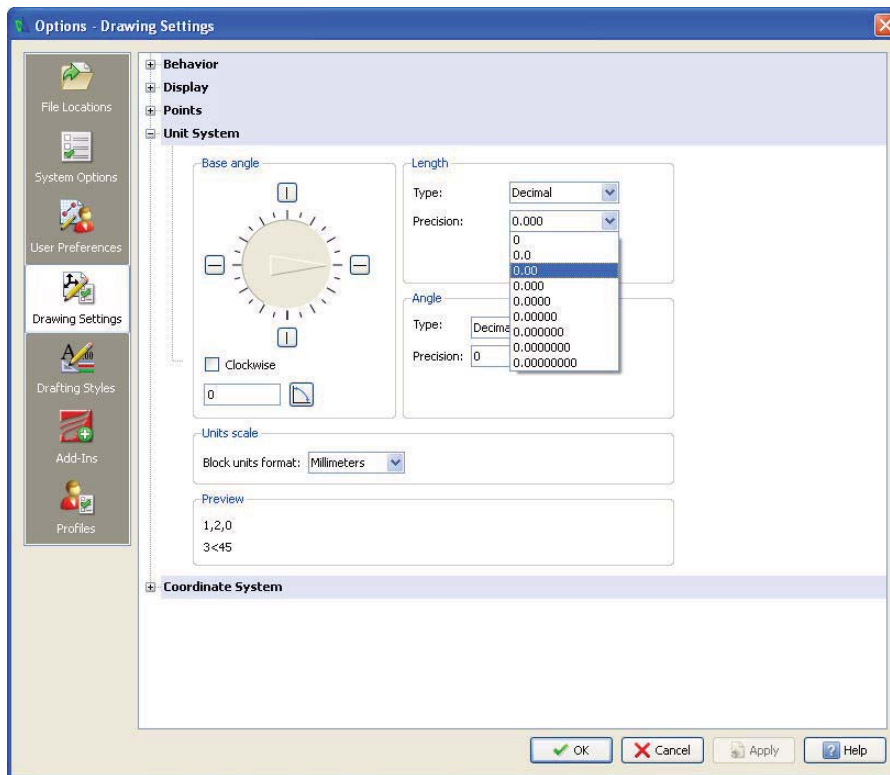 Options - Drawing Settings
File Locations
System Options
User Preferences
Drawing Settings
Drafting Styles
Add-Ins
Profiles
Behavior
Display
Points
Unit System
Base angle
Clockwise
0
Length
Type: Decimal
Precision: 0.000
0
0.0
0.00
0.000
0.0000
0.00000
0.000000
0.0000000
0.00000000
Angle
Type:
Precision: 0
Units scale
Block units format: Millimeters
Preview
1,2,0
3<45
Coordinate System
OK
Cancel
Apply
Help